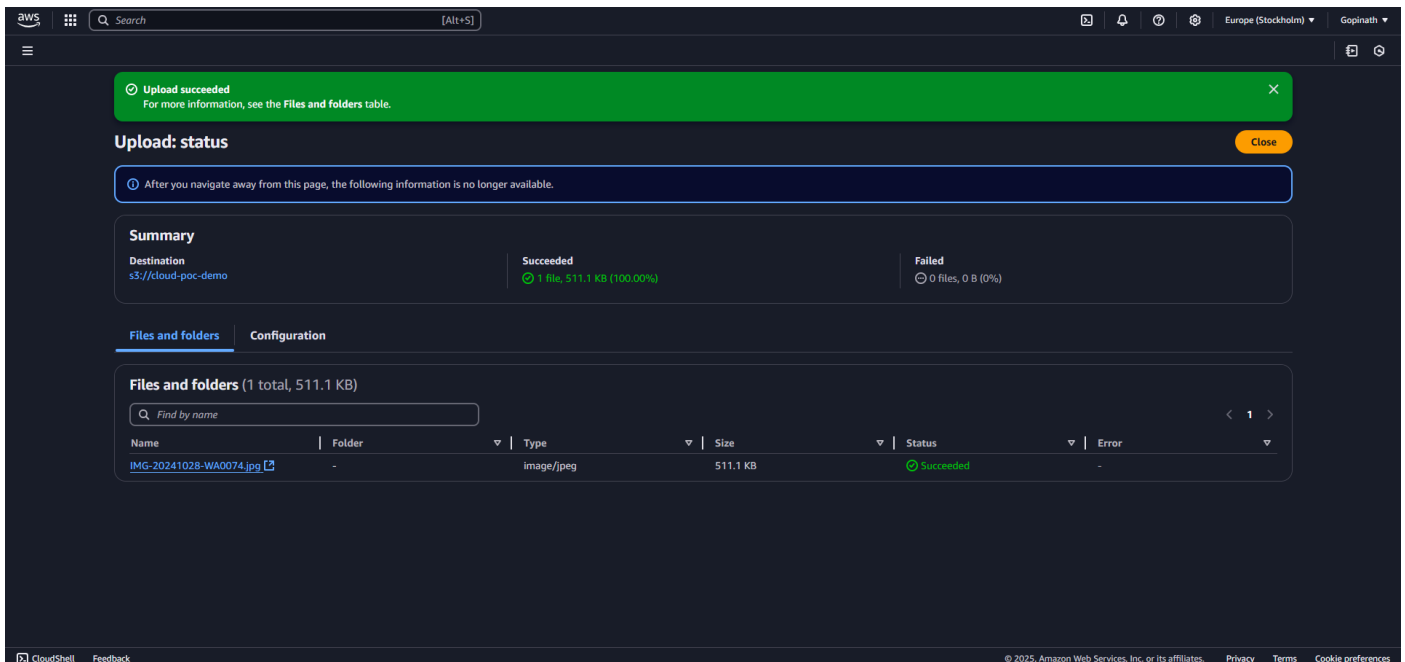 aws
Search [Alt+S]
Europe (Stockholm)
Gopinath
Upload succeeded
For more information, see the Files and folders table.
Upload: status
Close
After you navigate away from this page, the following information is no longer available.
Summary
Destination
s3://cloud-poc-demo
Succeeded
1 file, 511.1 KB (100.00%)
Failed
0 files, 0 B (0%)
Files and folders
Configuration
Files and folders (1 total, 511.1 KB)
Find by name
1
Name Folder Type Size Status Error
IMG-20241028-WA0074.jpg - image/jpeg 511.1 KB Succeeded -
CloudShell Feedback © 2025, Amazon Web Services, Inc. or its affiliates. Privacy Terms Cookie preferences